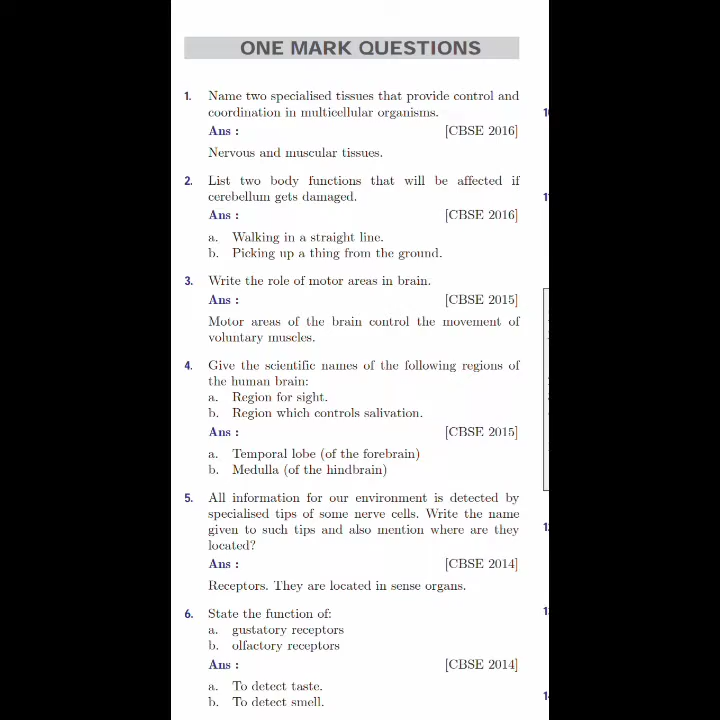 ONE MARK QUESTIONS
1. Name two specialised tissues that provide control and
coordination in multicellular organisms.
Ans : [CBSE 2016]
Nervous and muscular tissues.
2. List two body functions that will be affected if
cerebellum gets damaged.
Ans : [CBSE 2016]
a. Walking in a straight line.
b. Picking up a thing from the ground.
3. Write the role of motor areas in brain.
Ans : [CBSE 2015]
Motor areas of the brain control the movement of
voluntary muscles.
4. Give the scientific names of the following regions of
the human brain:
a. Region for sight.
b. Region which controls salivation.
Ans : [CBSE 2015]
a. Temporal lobe (of the forebrain)
b. Medulla (of the hindbrain)
5. All information for our environment is detected by
specialised tips of some nerve cells. Write the name
given to such tips and also mention where are they
located?
Ans : [CBSE 2014]
Receptors. They are located in sense organs.
6. State the function of:
a. gustatory receptors
b. olfactory receptors
Ans : [CBSE 2014]
a. To detect taste.
b. To detect smell.